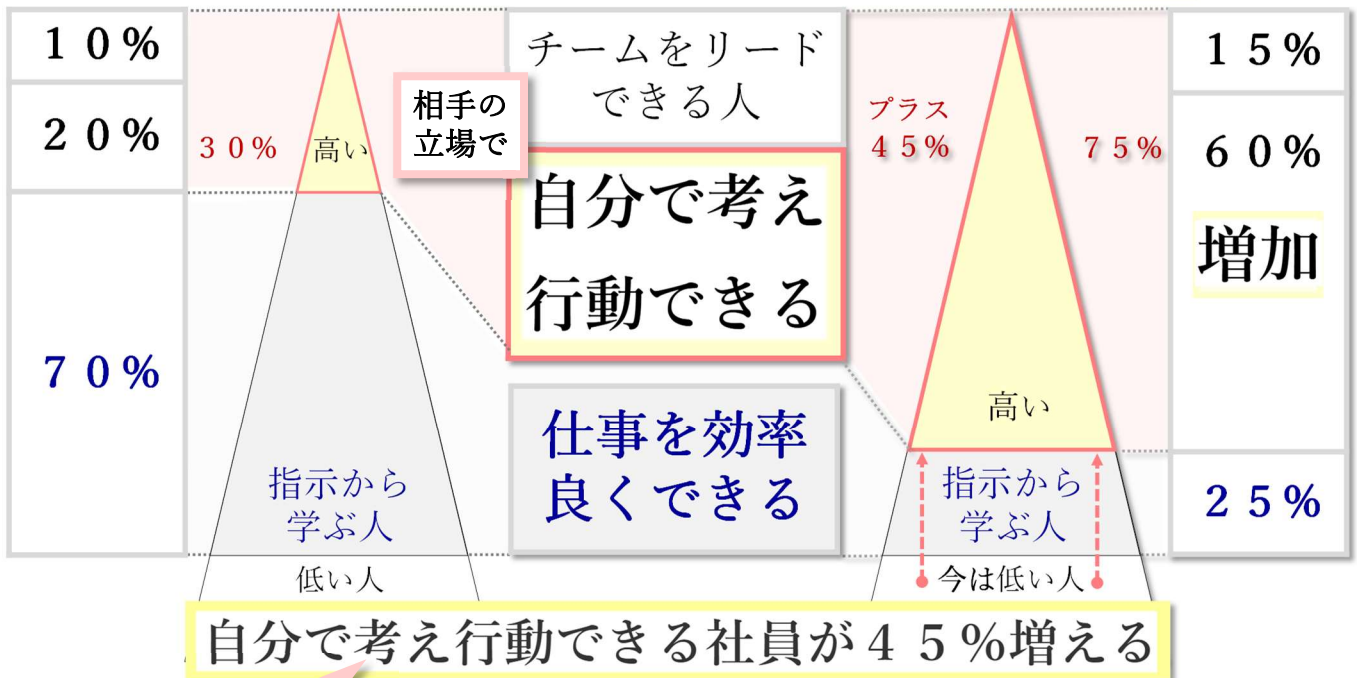 １０%
２０%
７０%
３０%
高い
相手の
立場で
指示から
学ぶ人
低い人
チームをリード
できる人
自分で考え
行動できる
仕事を効率
良くできる
プラス
４５%
７５%
高い
指示から
学ぶ人
今は低い人
１５%
６０%
増加
２５%
自分で考え行動できる社員が４５%増える